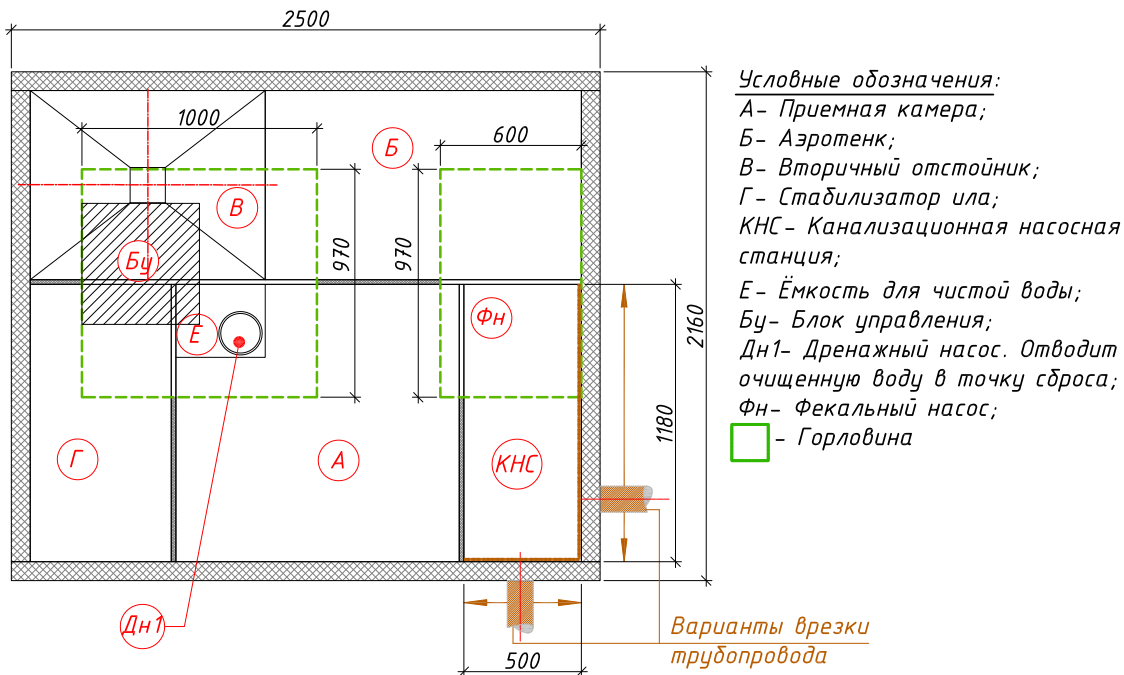 2500
Условные обозначения:
А- Приемная камера;
Б- Аэротенк;
В- Вторичный отстойник;
Г- Стабилизатор ила;
КНС- Канализационная насосная
станция;
Е- Ёмкость для чистой воды;
Бу- Блок управления;
Дн1- Дренажный насос. Отводит
очищенную воду в точку сброса;
Фн- Фекальный насос;
- Горловина
1000
600
Б
В
Бу
970
970
Фн
Е
2160
1180
Г
А
КНС
Дн1
Варианты врезки
трубопровода
500